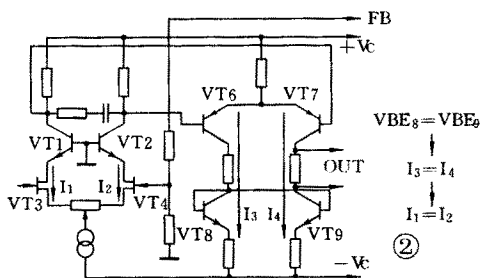 FB
+Vc
VT6
VT7
VT1
VT2
VBE8=VBE9
OUT
I3=I4
VT3
I1
I2
VT4
I3
I4
I1=I2
VT8
VT9
②
−Vc